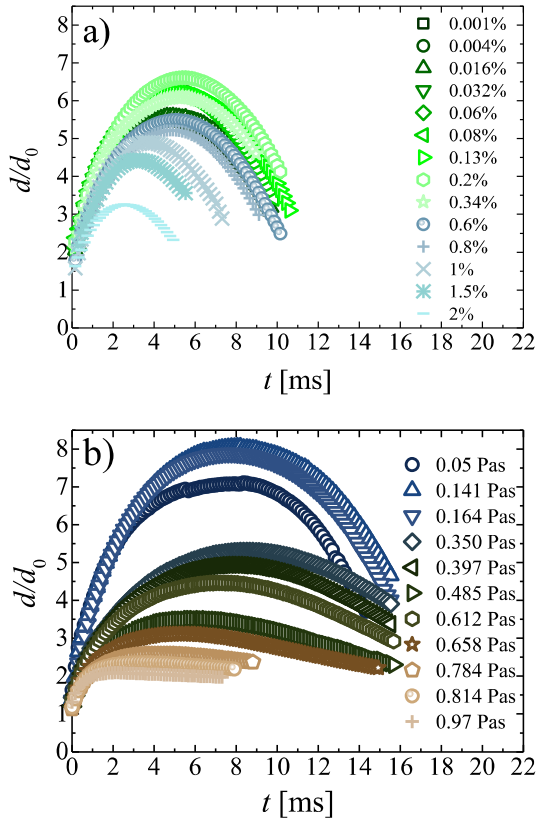 a)
8
7
6
5
4
3
2
1
0
d/d0
0 2 4 6 8 10 12 14 16 18 20 22
t [ms]
0.001%
0.004%
0.016%
0.032%
0.06%
0.08%
0.13%
0.2%
0.34%
0.6%
0.8%
1%
1.5%
2%
b)
8
7
6
5
4
3
2
1
0
d/d0
0 2 4 6 8 10 12 14 16 18 20 22
t [ms]
0.05 Pas
0.141 Pas
0.164 Pas
0.350 Pas
0.397 Pas
0.485 Pas
0.612 Pas
0.658 Pas
0.784 Pas
0.814 Pas
0.97 Pas